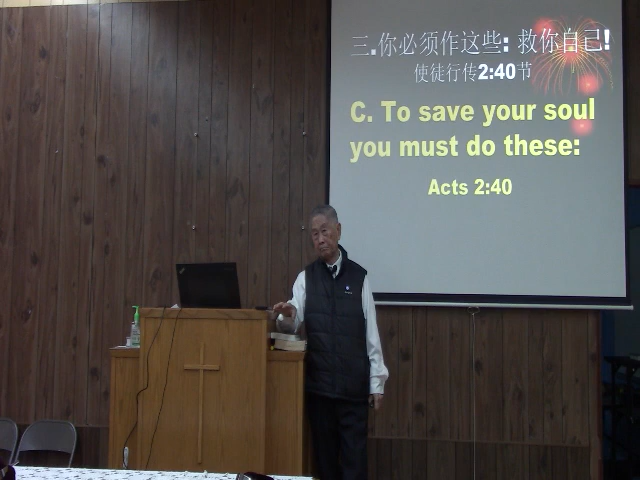 三.你必须作这些: 救你自己!
使徒行传2:40节
C. To save your soul
you must do these:
Acts 2:40